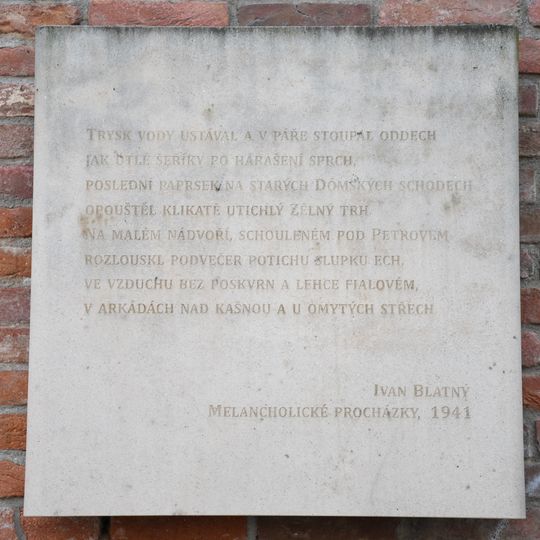 Trysk vody ustával a v páře stoupal oddech
jak útlé šeříky po harašení sprch,
poslední paprsek na starých Dómských schodech
opouštěl klikatě utichlý Zelný trh.
Na malém nádvoří, schouleném pod Petrovem
rozlouskl podvečer potichu slupku ech,
ve vzduchu bez poskvrn a lehce fialovém,
v arkádách nad kašnou a u omytých střech.
Ivan Blatný
Melancholické procházky, 1941